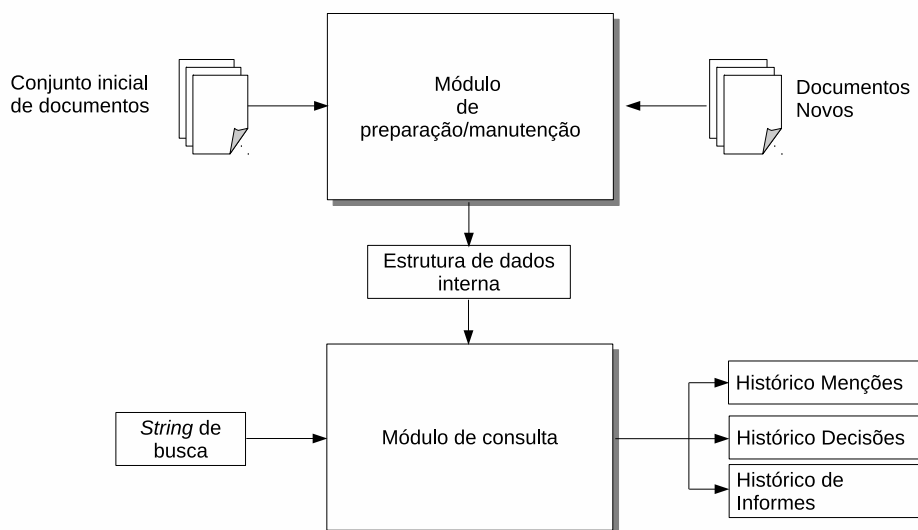 Conjunto inicial
de documentos
Módulo
de
preparação/manutenção
Documentos
Novos
Estrutura de dados
interna
String de
busca
Módulo de consulta
Histórico Menções
Histórico Decisões
Histórico de
Informes